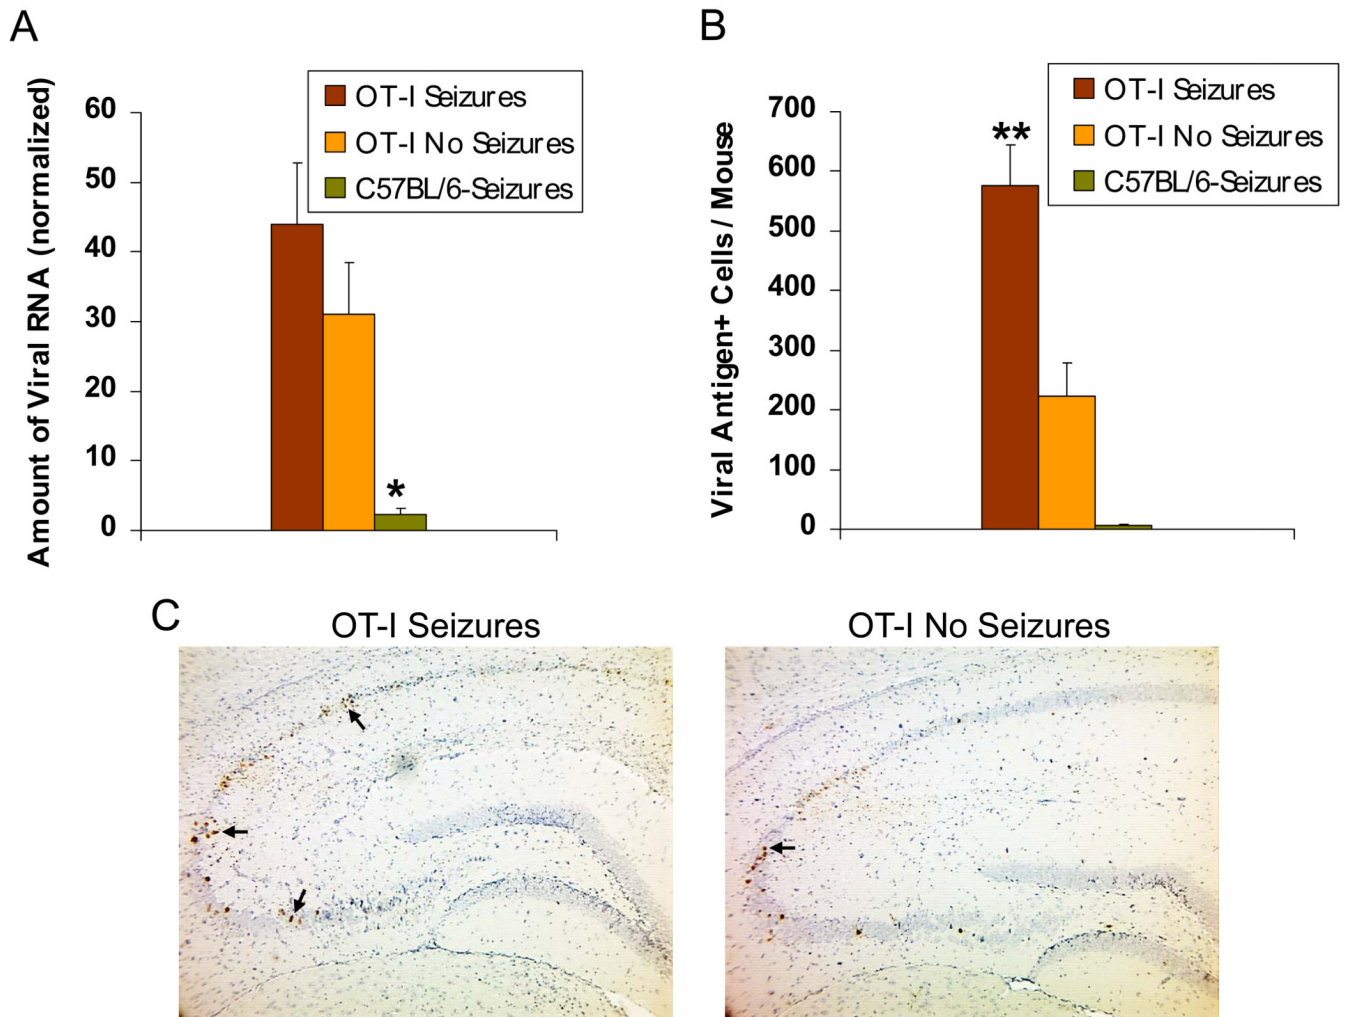 A
B
Amount of Viral RNA (normalized)
60
50
40
30
20
10
0
OT-I Seizures
OT-I No Seizures
C57BL/6-Seizures
*
Viral Antigen+ Cells / Mouse
700
600
500
400
300
200
100
0
OT-I Seizures
OT-I No Seizures
C57BL/6-Seizures
**
C
OT-I Seizures
OT-I No Seizures